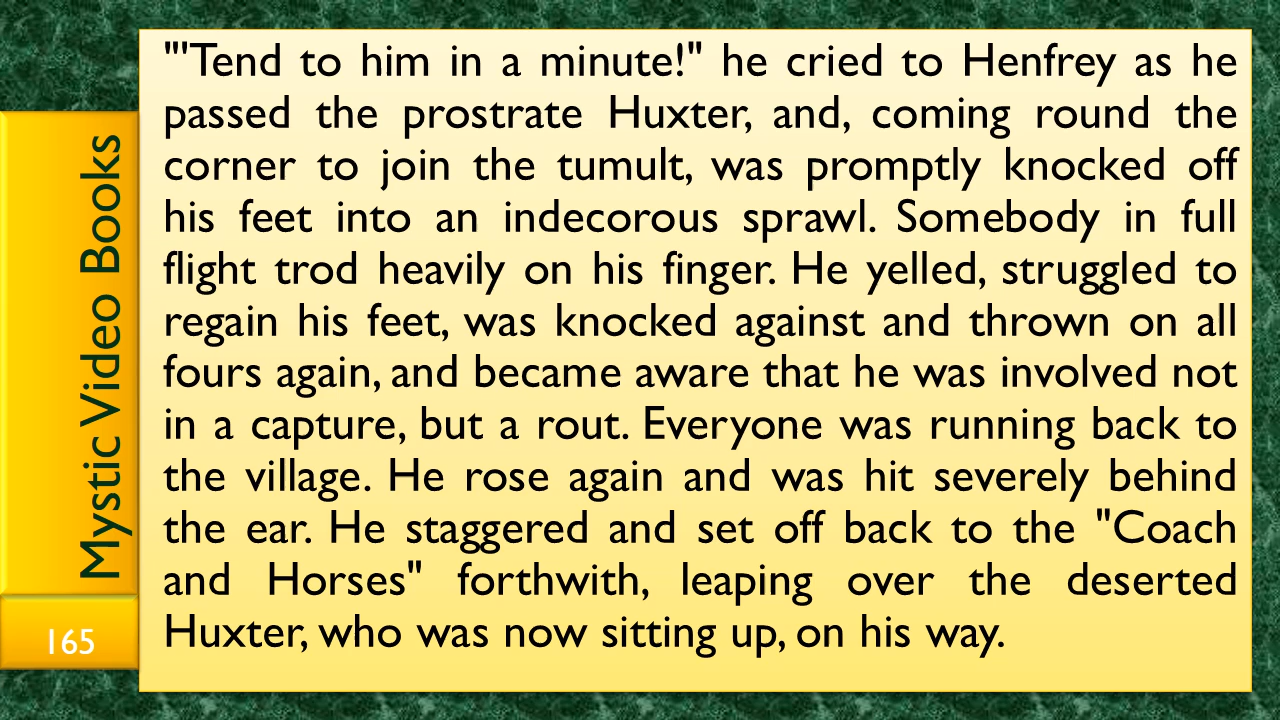 "'Tend to him in a minute!" he cried to Henfrey as he
passed the prostrate Huxter, and, coming round the
corner to join the tumult, was promptly knocked off
his feet into an indecorous sprawl. Somebody in full
flight trod heavily on his finger. He yelled, struggled to
regain his feet, was knocked against and thrown on all
fours again, and became aware that he was involved not
in a capture, but a rout. Everyone was running back to
the village. He rose again and was hit severely behind
the ear. He staggered and set off back to the "Coach
and Horses" forthwith, leaping over the deserted
Huxter, who was now sitting up, on his way.
Mystic Video Books
165